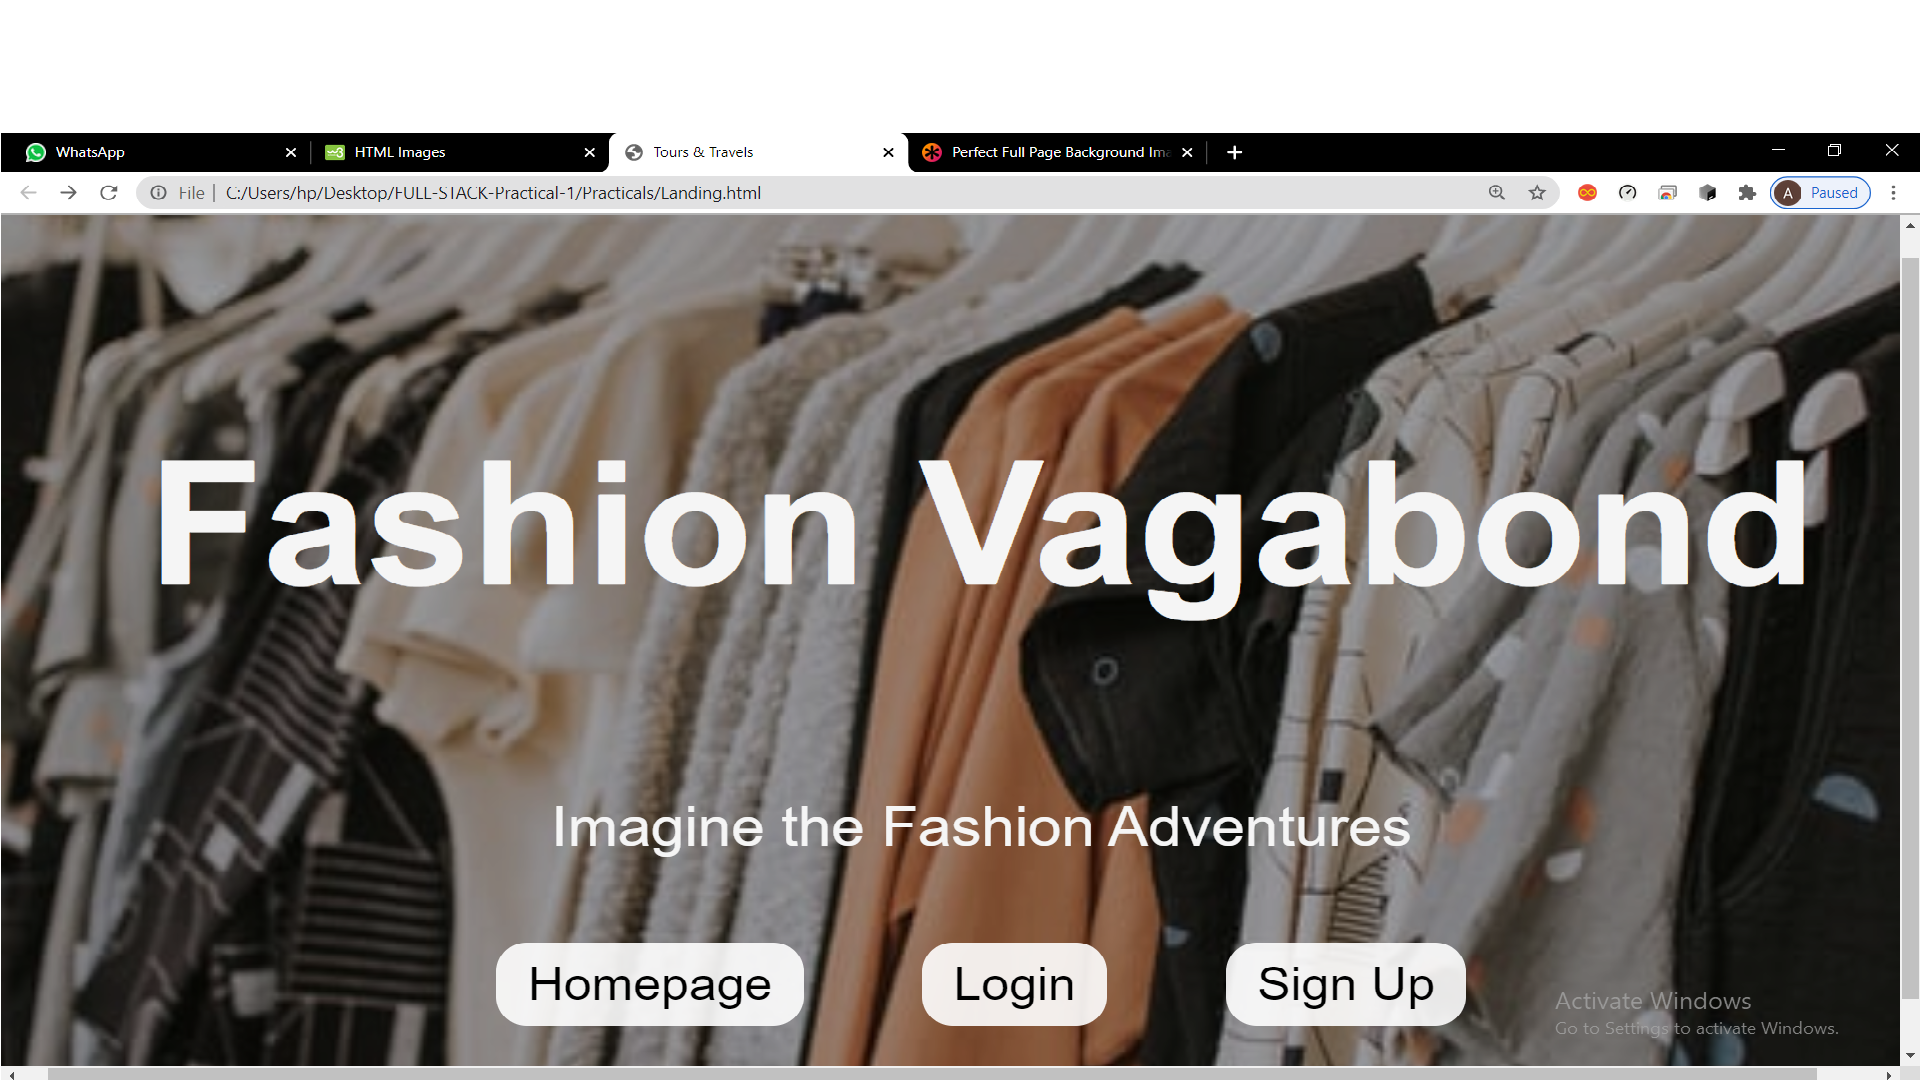 WhatsApp
HTML Images
Tours & Travels
Perfect Full Page Background Ima
File
C:/Users/hp/Desktop/FULL-STACK-Practical-1/Practicals/Landing.html
A
Paused
Fashion Vagabond
Imagine the Fashion Adventures
Homepage
Login
Sign Up
Activate Windows
Go to Settings to activate Windows.